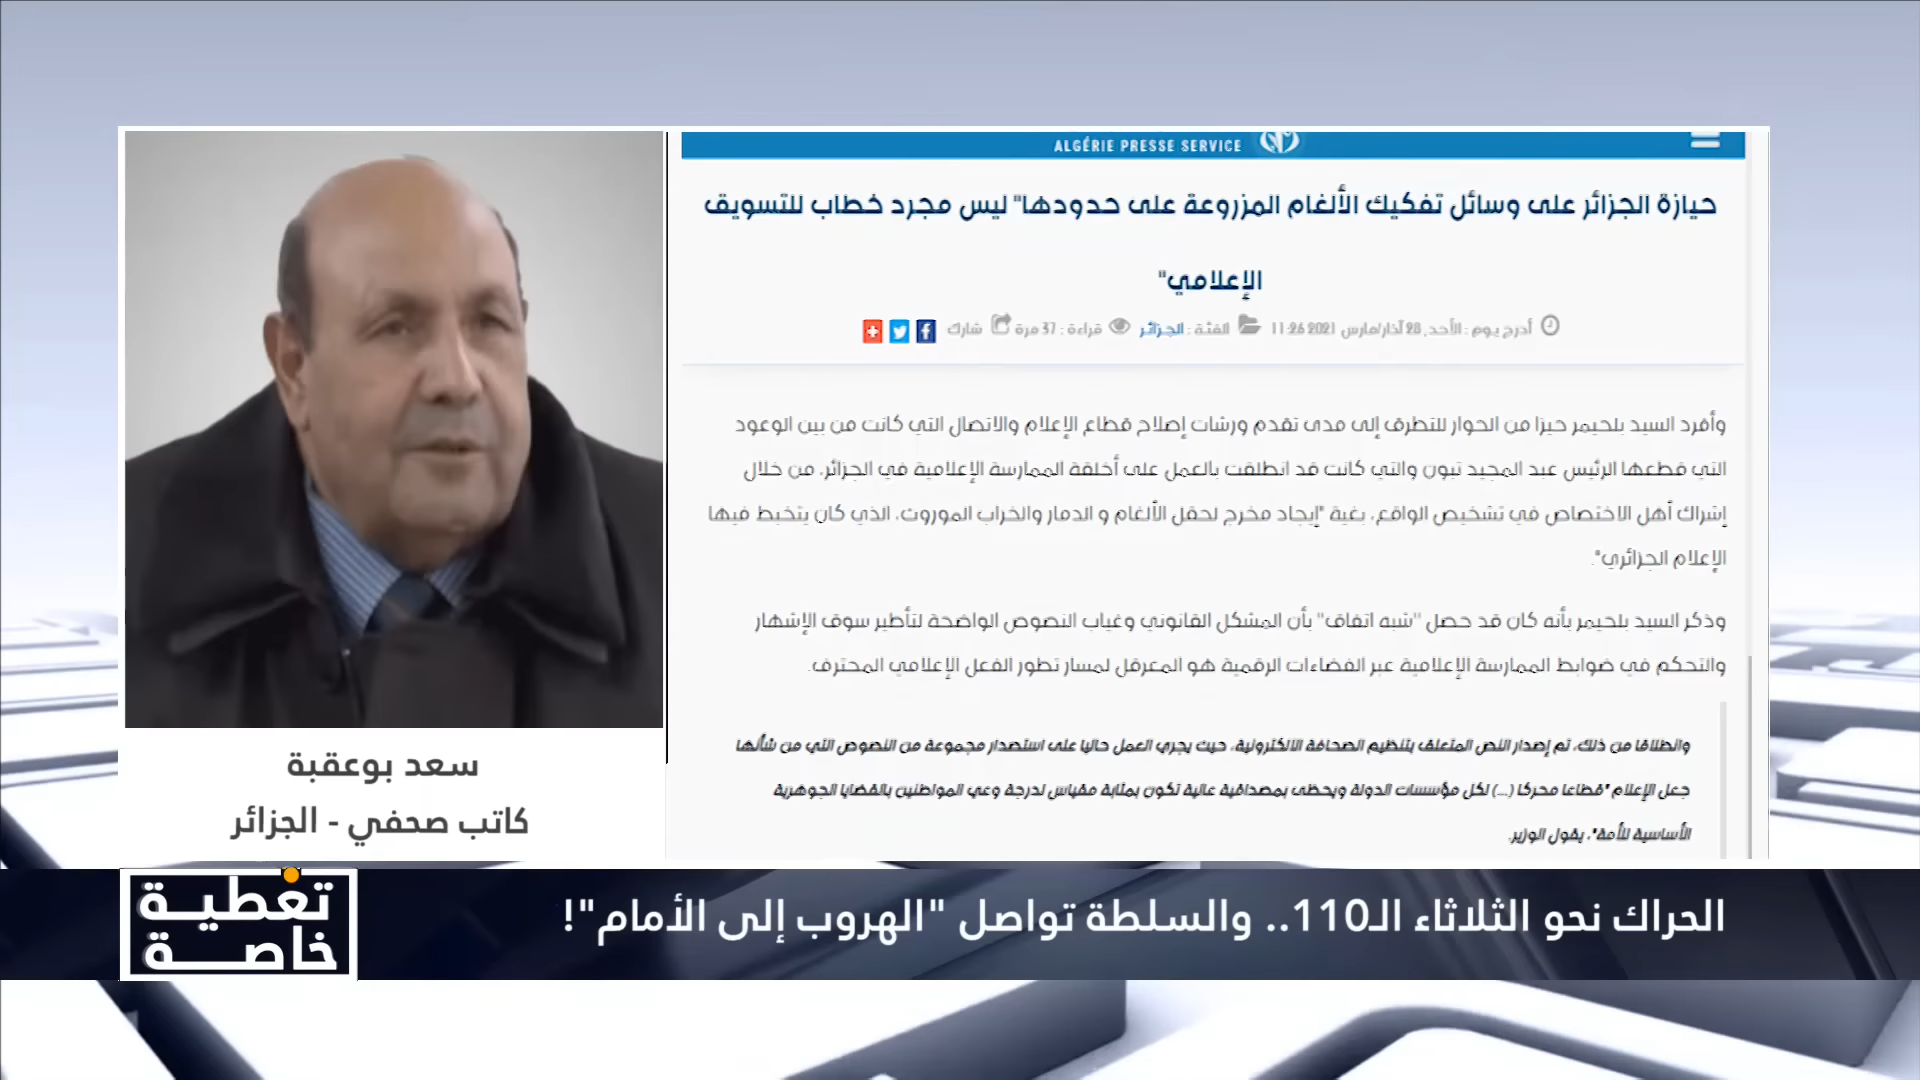 ALGÉRIE PRESSE SERVICE
حيازة الجزائر على وسائل تفكيك الألغام المزروعة على حدودها" ليس مجرد خطاب للتسويق
الإعلامي"
أدرج يوم : الأحد, 28 آذار/مارس 2021 11:26 الفئة : الجزائر قراءة : 37 مرة شارك
وأفرد السيد بلحيمر حيزا من الحوار للتطرق إلى مدى تقدم ورشات إصلاح قطاع الإعلام والاتصال التي كانت من بين الوعود
التي قطعها الرئيس عبد المجيد تبون والتي كانت قد انطلقت بالعمل على أخلقة الممارسة الإعلامية في الجزائر، من خلال
إشراك أهل الاختصاص في تشخيص الواقع، بغية "إيجاد مخرج لحقل الألغام و الدمار والخراب الموروث، الذي كان يتخبط فيها
الإعلام الجزائري".
وذكر السيد بلحيمر بأنه كان قد حصل "شبه اتفاق" بأن المشكل القانوني وغياب النصوص الواضحة لتأطير سوق الإشهار
والتحكم في ضوابط الممارسة الإعلامية عبر الفضاءات الرقمية هو المعرقل لمسار تطور الفعل الإعلامي المحترف.
وانطلاقا من ذلك، تم إصدار النص المتعلق بتنظيم الصحافة الالكترونية، حيث يجري العمل حاليا على استصدار مجموعة من النصوص التي من شأنها
جعل الإعلام "قطاعا محركا (...) لكل مؤسسات الدولة ويحظى بمصداقية عالية تكون بمثابة مقياس لدرجة وعي المواطنين بالقضايا الجوهرية
الأساسية للأمة"، يقول الوزير.
سعد بوعقبة
كاتب صحفي - الجزائر
الحراك نحو الثلاثاء الـ110.. والسلطة تواصل "الهروب إلى الأمام"!
تغطية
خاصة